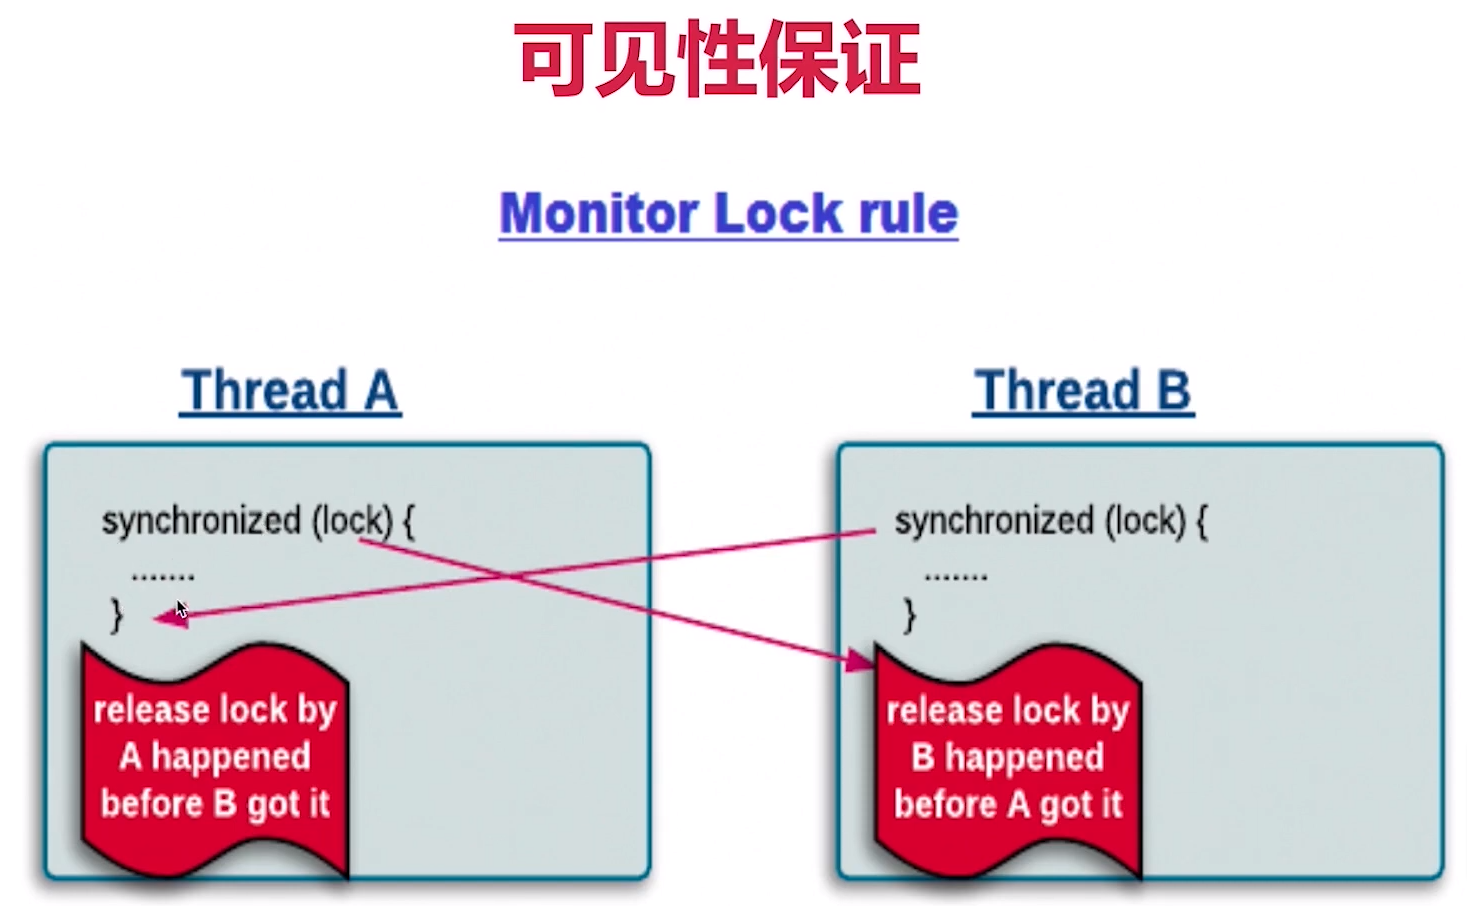 可见性保证
Monitor Lock rule
Thread A
synchronized (lock) {
.......
}
release lock by
A happened
before B got it
Thread B
synchronized (lock) {
.......
}
release lock by
B happened
before A got it